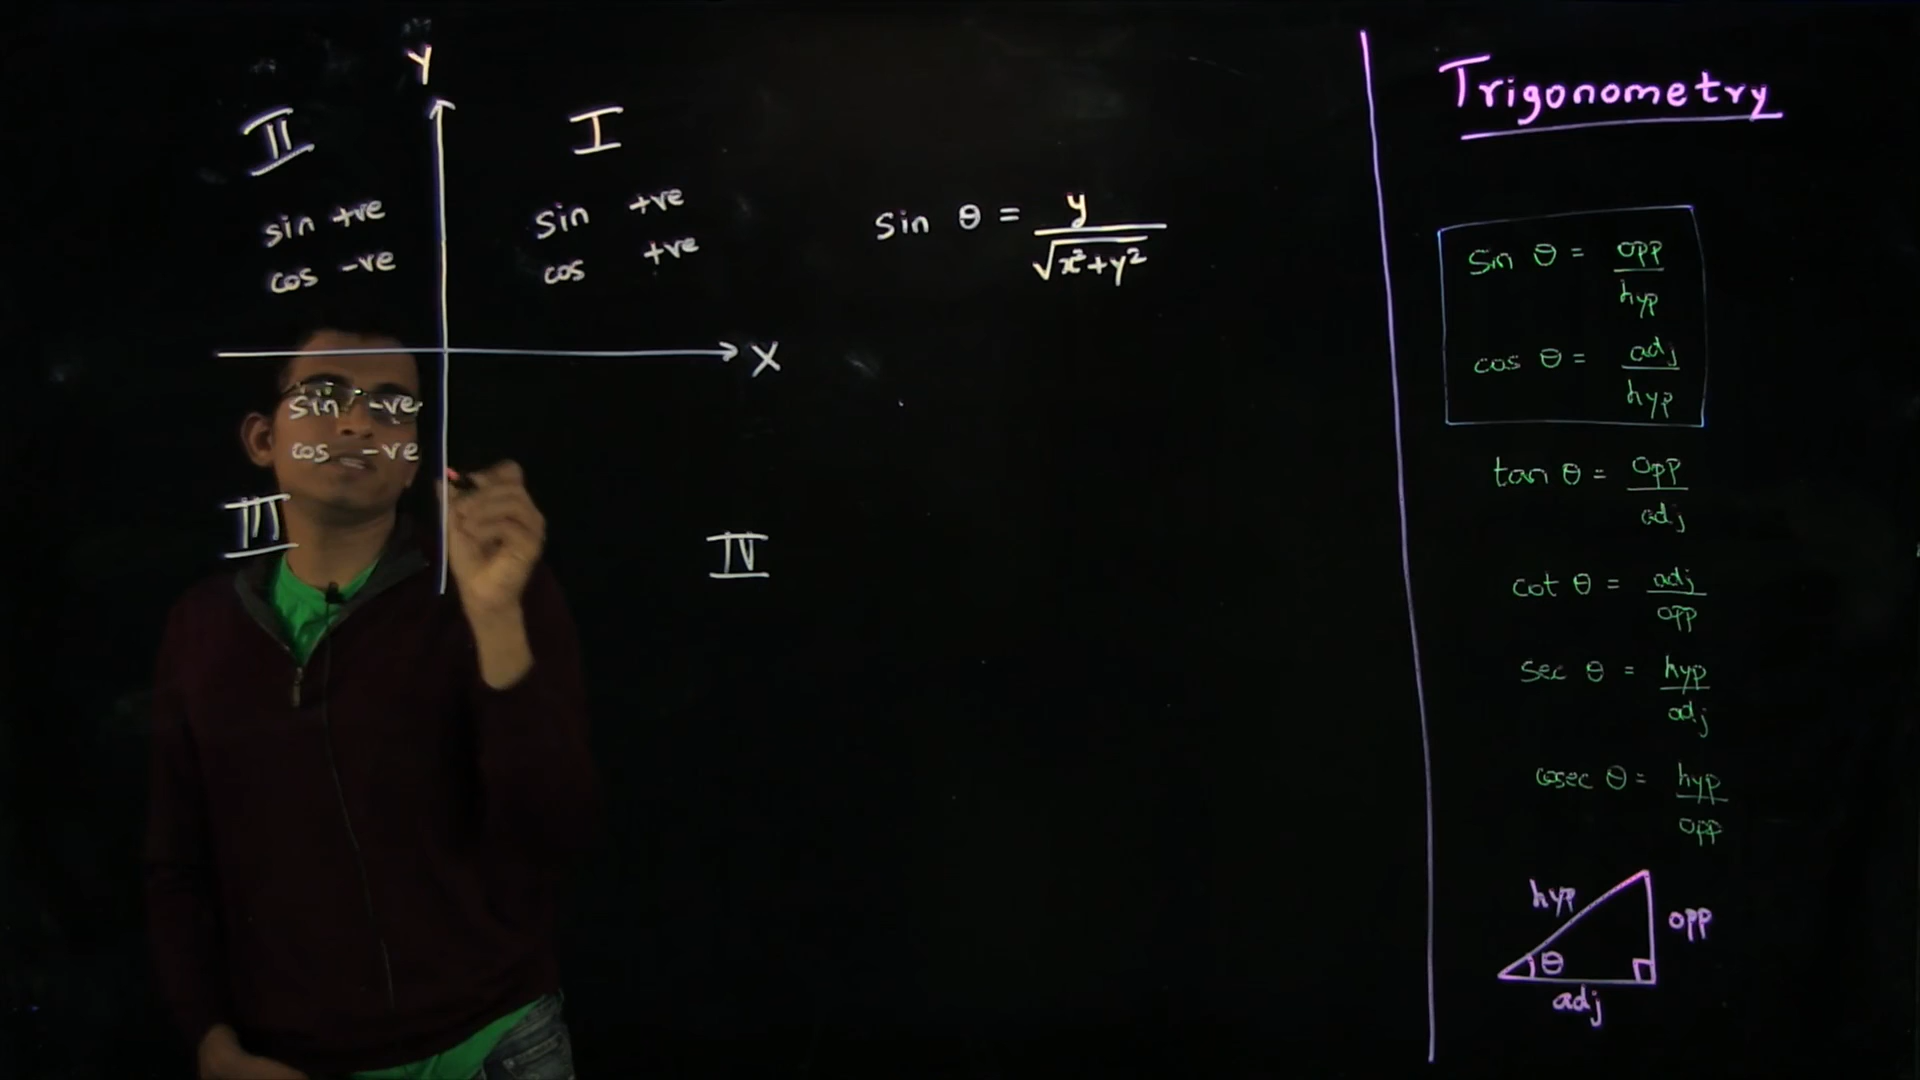 Y
II
I
sin +ve
cos -ve
sin +ve
cos +ve
sin θ = y / √x²+y²
X
sin -ve
cos -ve
III
IV
Trigonometry
Sin θ = opp / hyp
cos θ = adj / hyp
tan θ = opp / adj
cot θ = adj / opp
sec θ = hyp / adj
cosec θ = hyp / opp
hyp
opp
θ
adj